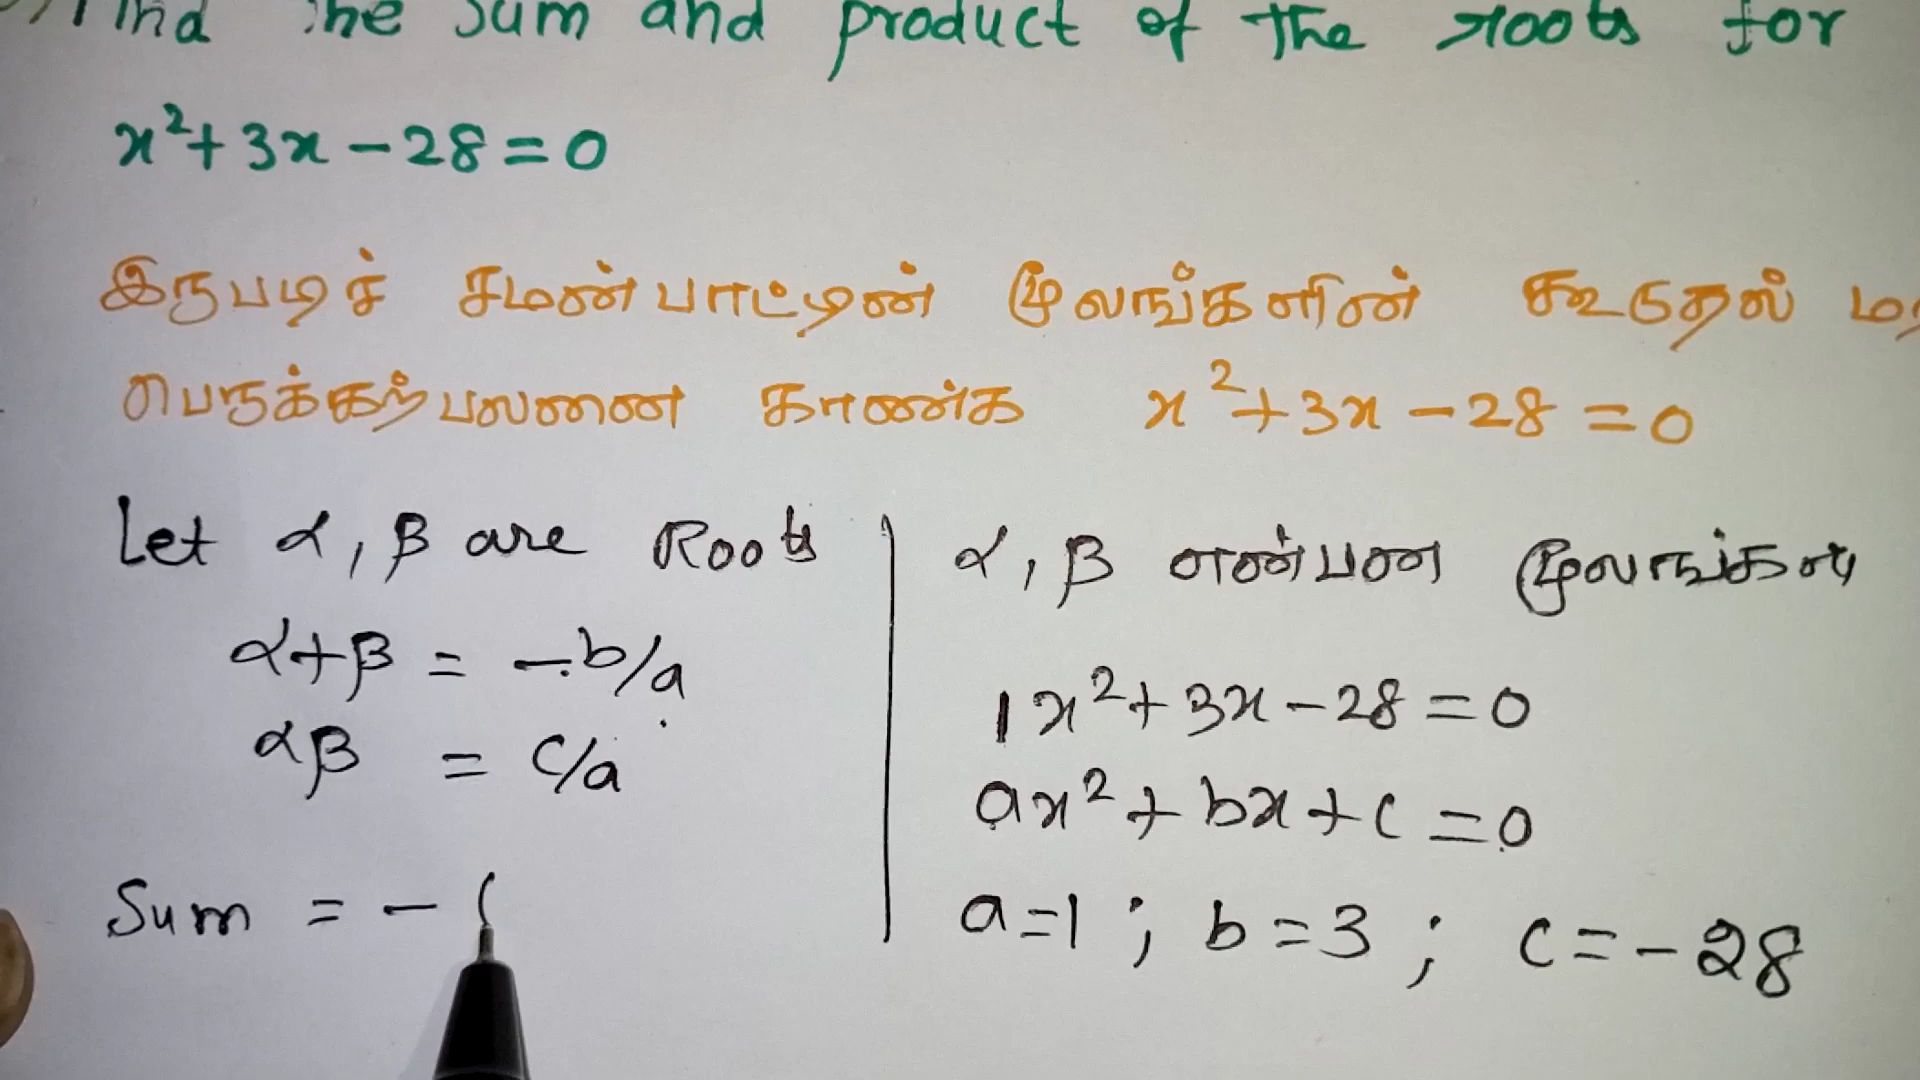 Find the Sum and product of The roots for
x²+3x-28=0
இருபடிச் சமன்பாட்டின் மூலங்களின் கூடுதல்
பெருக்கற்பலனை காண்க x²+3x-28=0
Let α, β are Roots
α+β = -b/a
αβ = c/a
Sum = - (
α, β என்பன மூலங்கள்
1x²+3x-28=0
ax²+bx+c=0
a=1 ; b=3 ; c=-28